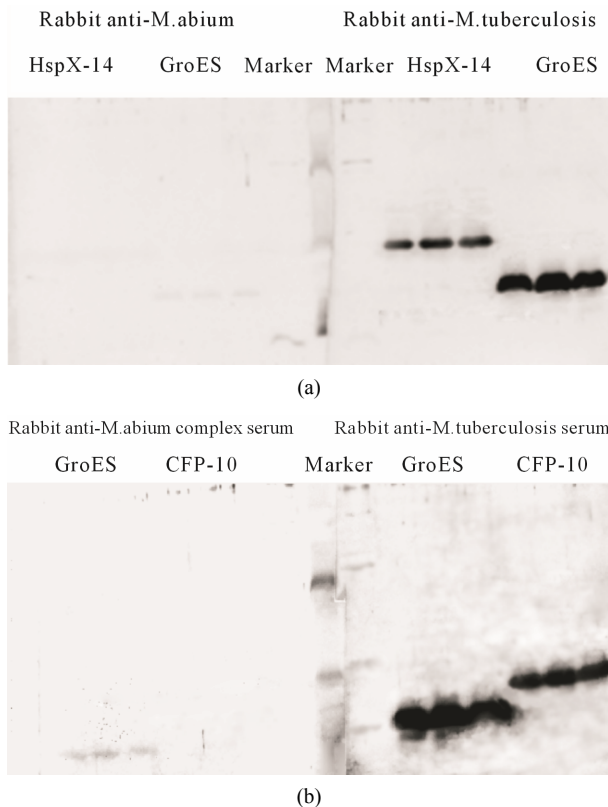 Rabbit anti-M.abium Rabbit anti-M.tuberculosis
HspX-14 GroES Marker Marker HspX-14 GroES
(a)
Rabbit anti-M.abium complex serum Rabbit anti-M.tuberculosis serum
GroES CFP-10 Marker GroES CFP-10
(b)